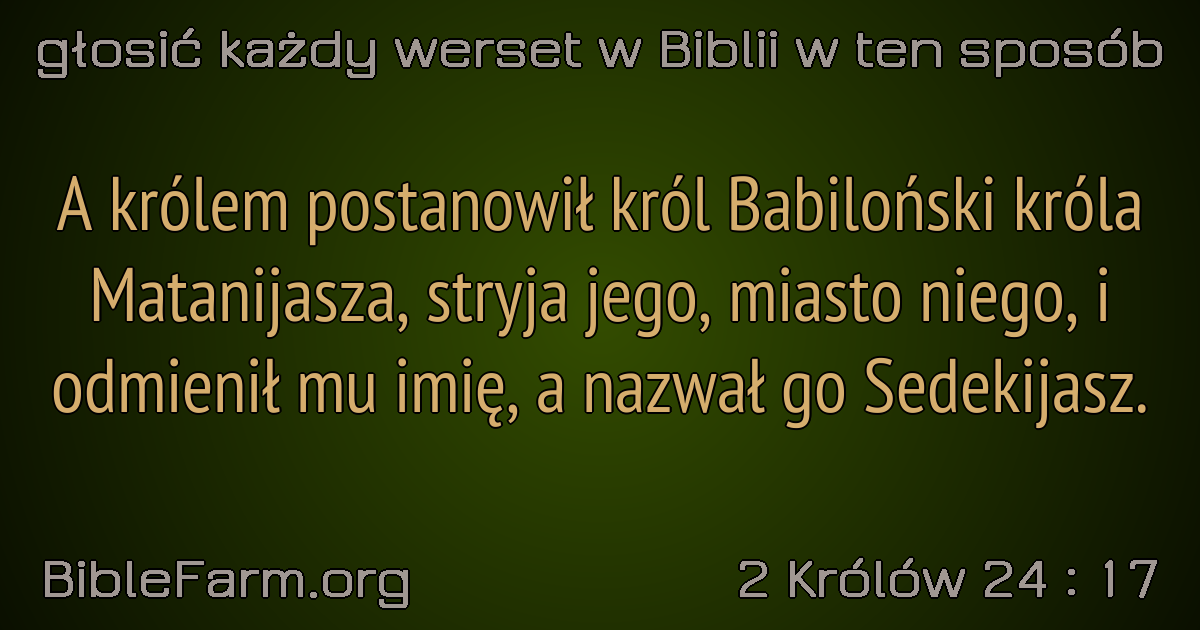 głosić każdy werset w Biblii w ten sposób
A królem postanowił król Babiloński króla
Matanijasza, stryja jego, miasto niego, i
odmienił mu imię, a nazwał go Sedekijasz.
BibleFarm.org
2 Królów 24 : 17